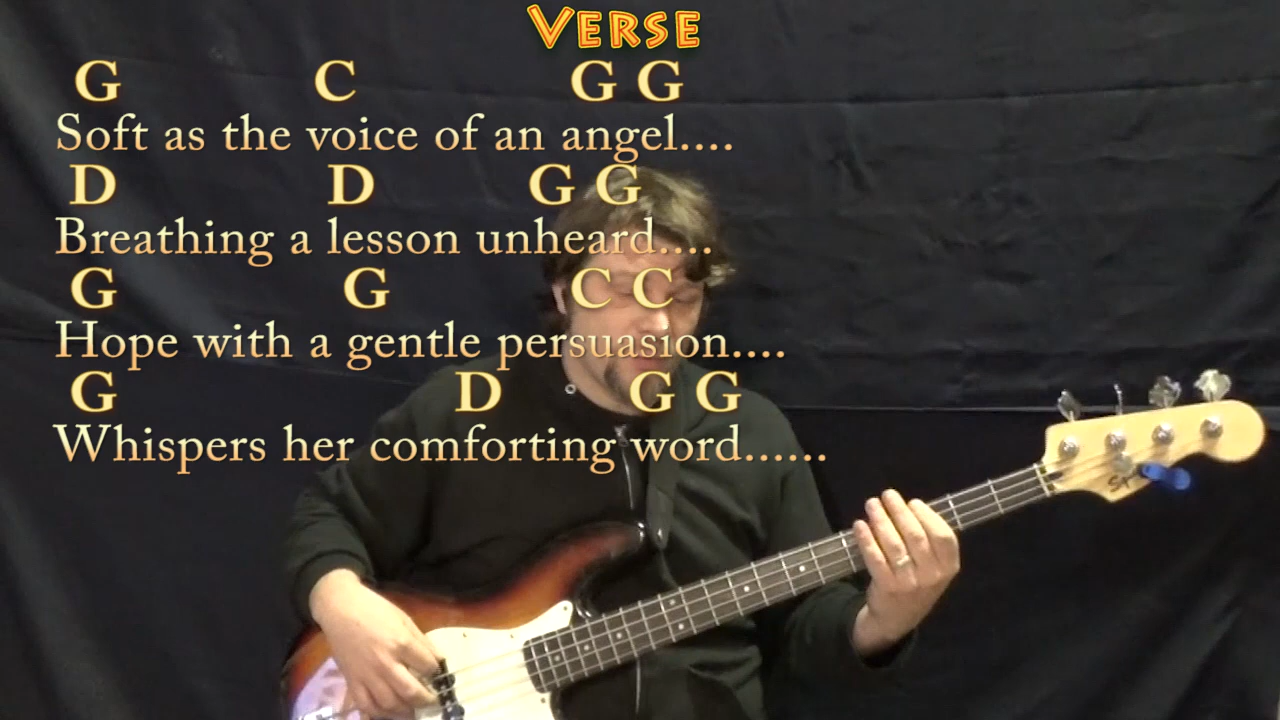 VERSE
G C G G
Soft as the voice of an angel....
D D G G
Breathing a lesson unheard....
G G C C
Hope with a gentle persuasion....
G D G G
Whispers her comforting word......
SX